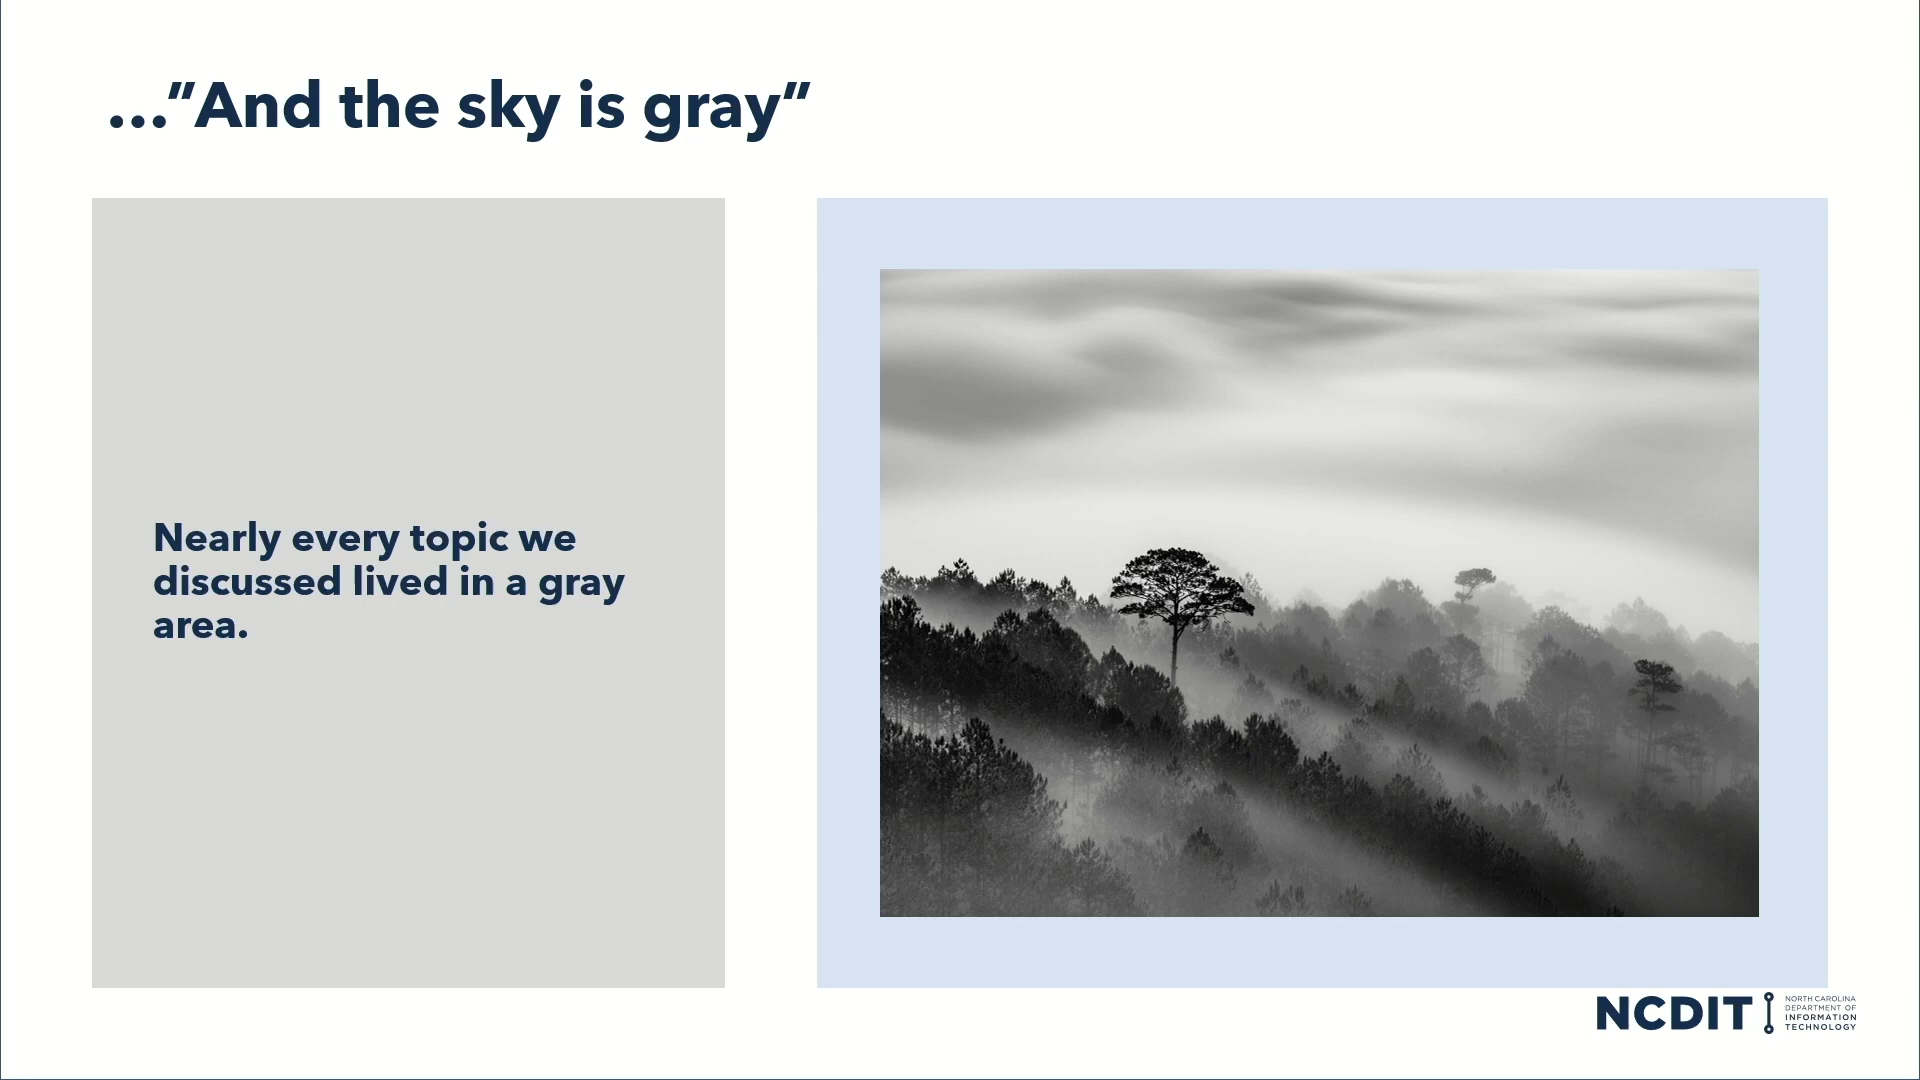 …”And the sky is gray”
Nearly every topic we
discussed lived in a gray
area.
NCDIT
NORTH CAROLINA
DEPARTMENT OF
INFORMATION
TECHNOLOGY